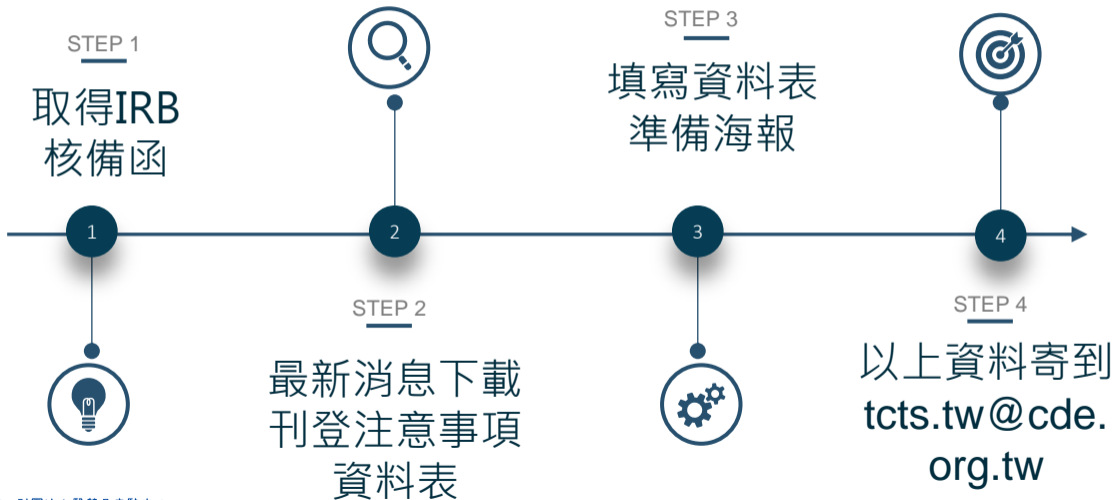 STEP 1
取得IRB
核備函
1
2
STEP 2
最新消息下載
刊登注意事項
資料表
STEP 3
填寫資料表
準備海報
3
4
STEP 4
以上資料寄到
tcts.tw@cde.
org.tw